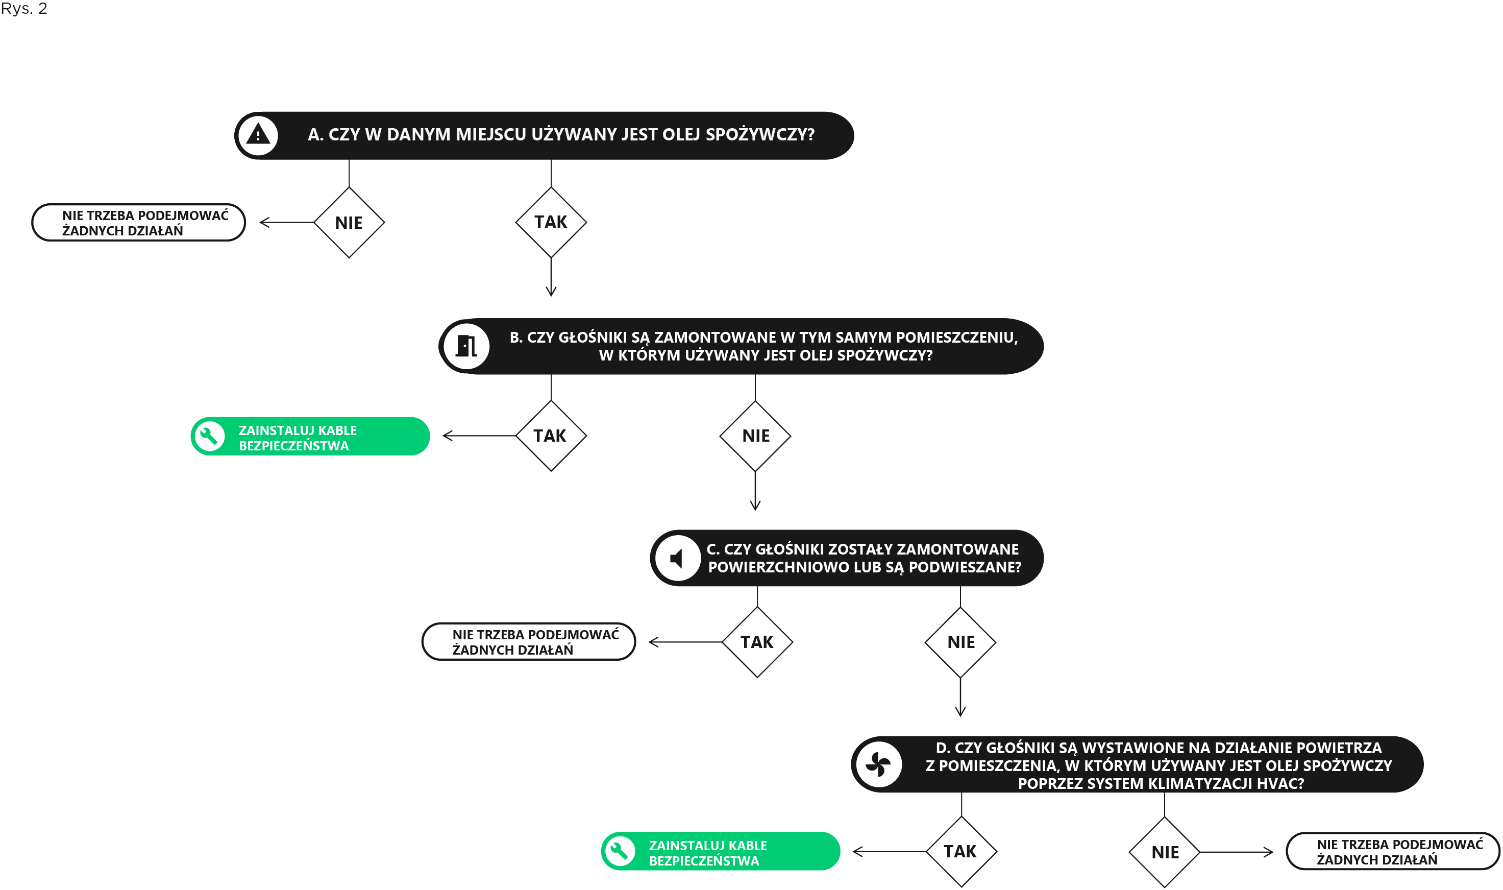 Rys. 2
A. CZY W DANYM MIEJSCU UŻYWANY JEST OLEJ SPOŻYWCZY?
NIE TRZEBA PODEJMOWAĆ
ŻADNYCH DZIAŁAŃ
NIE
TAK
B. CZY GŁOŚNIKI SĄ ZAMONTOWANE W TYM SAMYM POMIESZCZENIU,
W KTÓRYM UŻYWANY JEST OLEJ SPOŻYWCZY?
ZAINSTALUJ KABLE
BEZPIECZEŃSTWA
TAK
NIE
C. CZY GŁOŚNIKI ZOSTAŁY ZAMONTOWANE
POWIERZCHNIOWO LUB SĄ PODWIESZANE?
NIE TRZEBA PODEJMOWAĆ
ŻADNYCH DZIAŁAŃ
TAK
NIE
D. CZY GŁOŚNIKI SĄ WYSTAWIONE NA DZIAŁANIE POWIETRZA
Z POMIESZCZENIA, W KTÓRYM UŻYWANY JEST OLEJ SPOŻYWCZY
POPRZEZ SYSTEM KLIMATYZACJI HVAC?
ZAINSTALUJ KABLE
BEZPIECZEŃSTWA
TAK
NIE
NIE TRZEBA PODEJMOWAĆ
ŻADNYCH DZIAŁAŃ